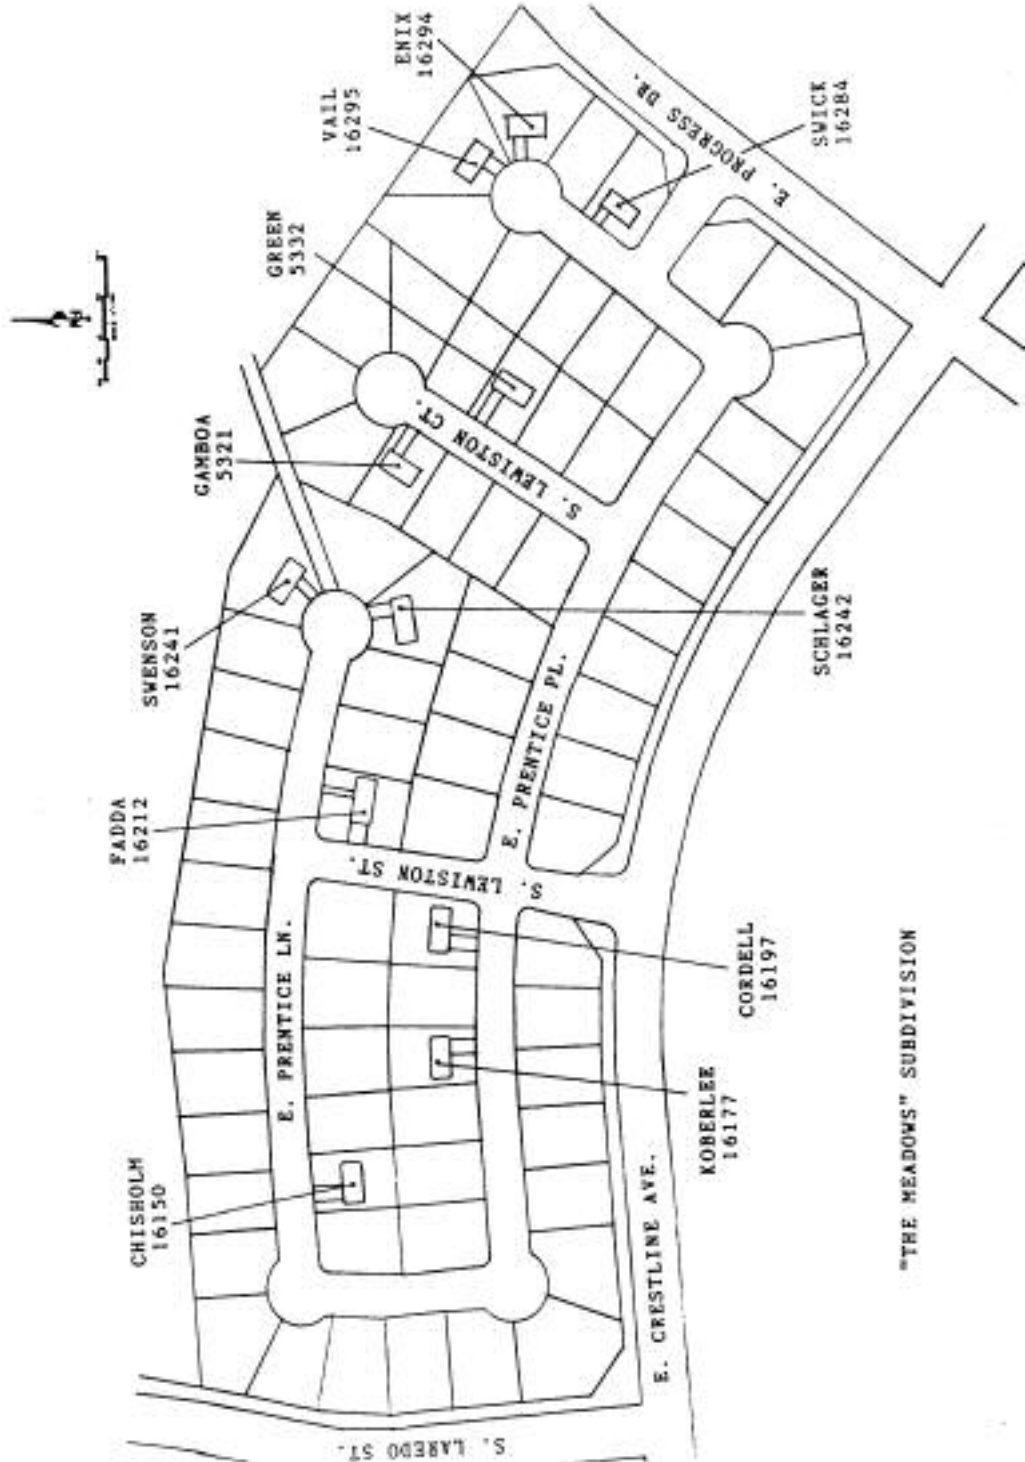 CHISHOLM
16150
FADDA
16212
SWENSON
16241
GAMBOA
5321
GREEN
5332
VAIL
16295
ENIX
16294
S. LAREDO ST.
E. PRENTICE LN.
S. LEWISTON ST.
E. PRENTICE PL.
S. LEWISTON CT.
E. PROGRESS DR.
E. CRESTLINE AVE.
KOBERLEE
16177
CORDELL
16197
SCHLAGER
16242
SWICK
16284
"THE MEADOWS" SUBDIVISION